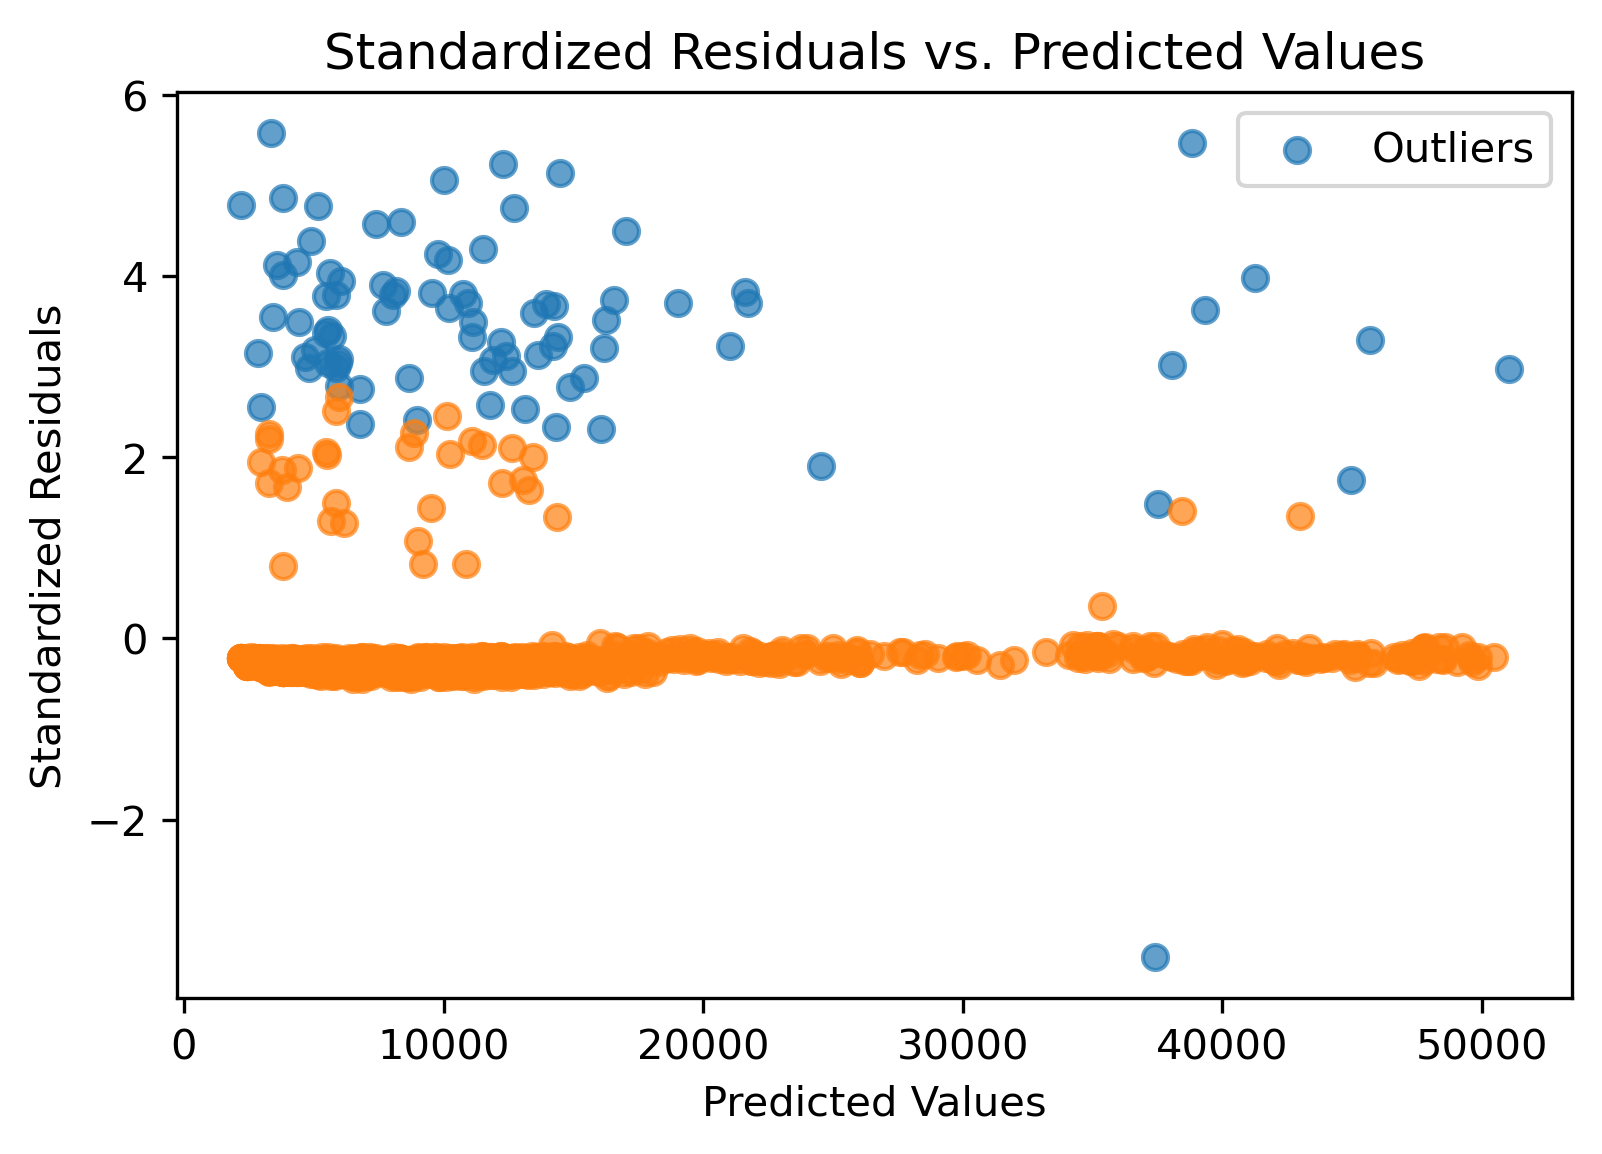 Standardized Residuals vs. Predicted Values
Outliers
6
4
2
0
−2
Standardized Residuals
0
10000
20000
30000
40000
50000
Predicted Values